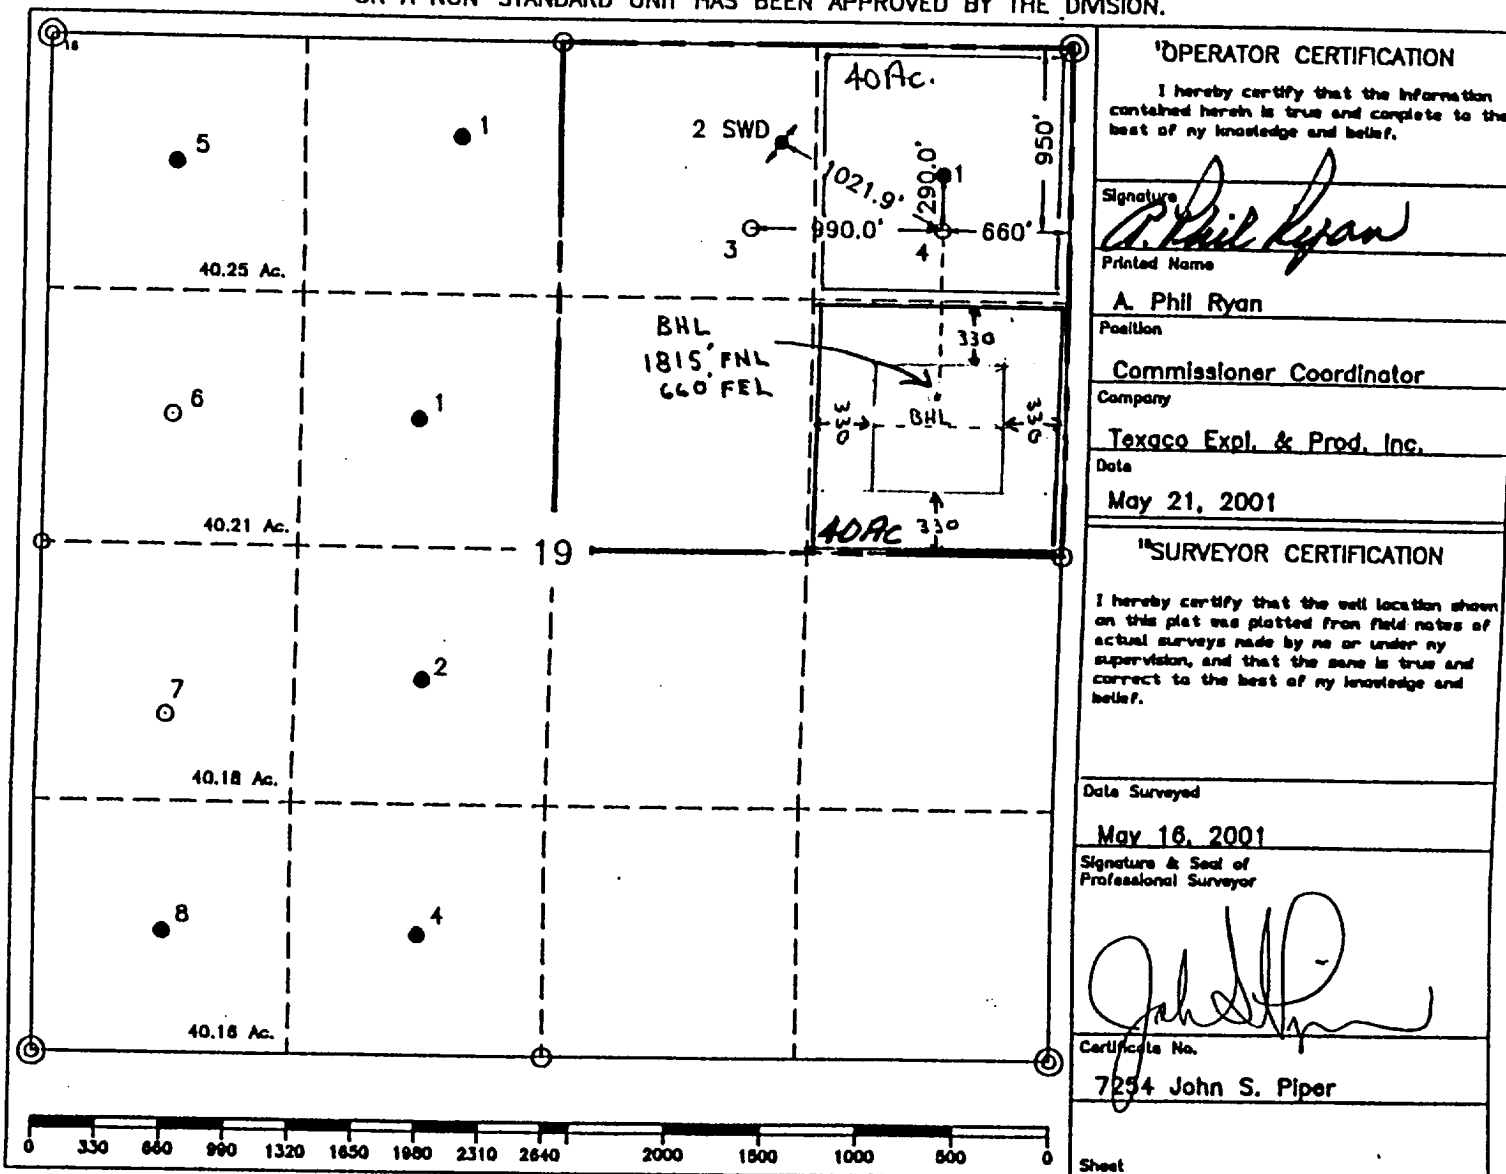 OR A NON-STANDARD UNIT HAS BEEN APPROVED BY THE DIVISION.
16
5
1
2 SWD
40Ac.
950'
1021.9'
290.0'
1
3
990.0'
4
660'
40.25 Ac.
BHL
1815' FNL
660' FEL
330
6
1
330
BHL
330
40.21 Ac.
19
40Ac
330
7
2
40.18 Ac.
8
4
40.16 Ac.
0 330 660 990 1320 1650 1980 2310 2640 2000 1500 1000 500 0
17 OPERATOR CERTIFICATION
I hereby certify that the information
contained herein is true and complete to the
best of my knowledge and belief.
Signature
A. Phil Ryan
Printed Name
A. Phil Ryan
Position
Commissioner Coordinator
Company
Texaco Expl. & Prod. Inc.
Date
May 21, 2001
18 SURVEYOR CERTIFICATION
I hereby certify that the well location shown
on this plat was plotted from field notes of
actual surveys made by me or under my
supervision, and that the same is true and
correct to the best of my knowledge and
belief.
Date Surveyed
May 16, 2001
Signature & Seal of
Professional Surveyor
John S Piper
Certificate No.
7254 John S. Piper
Sheet